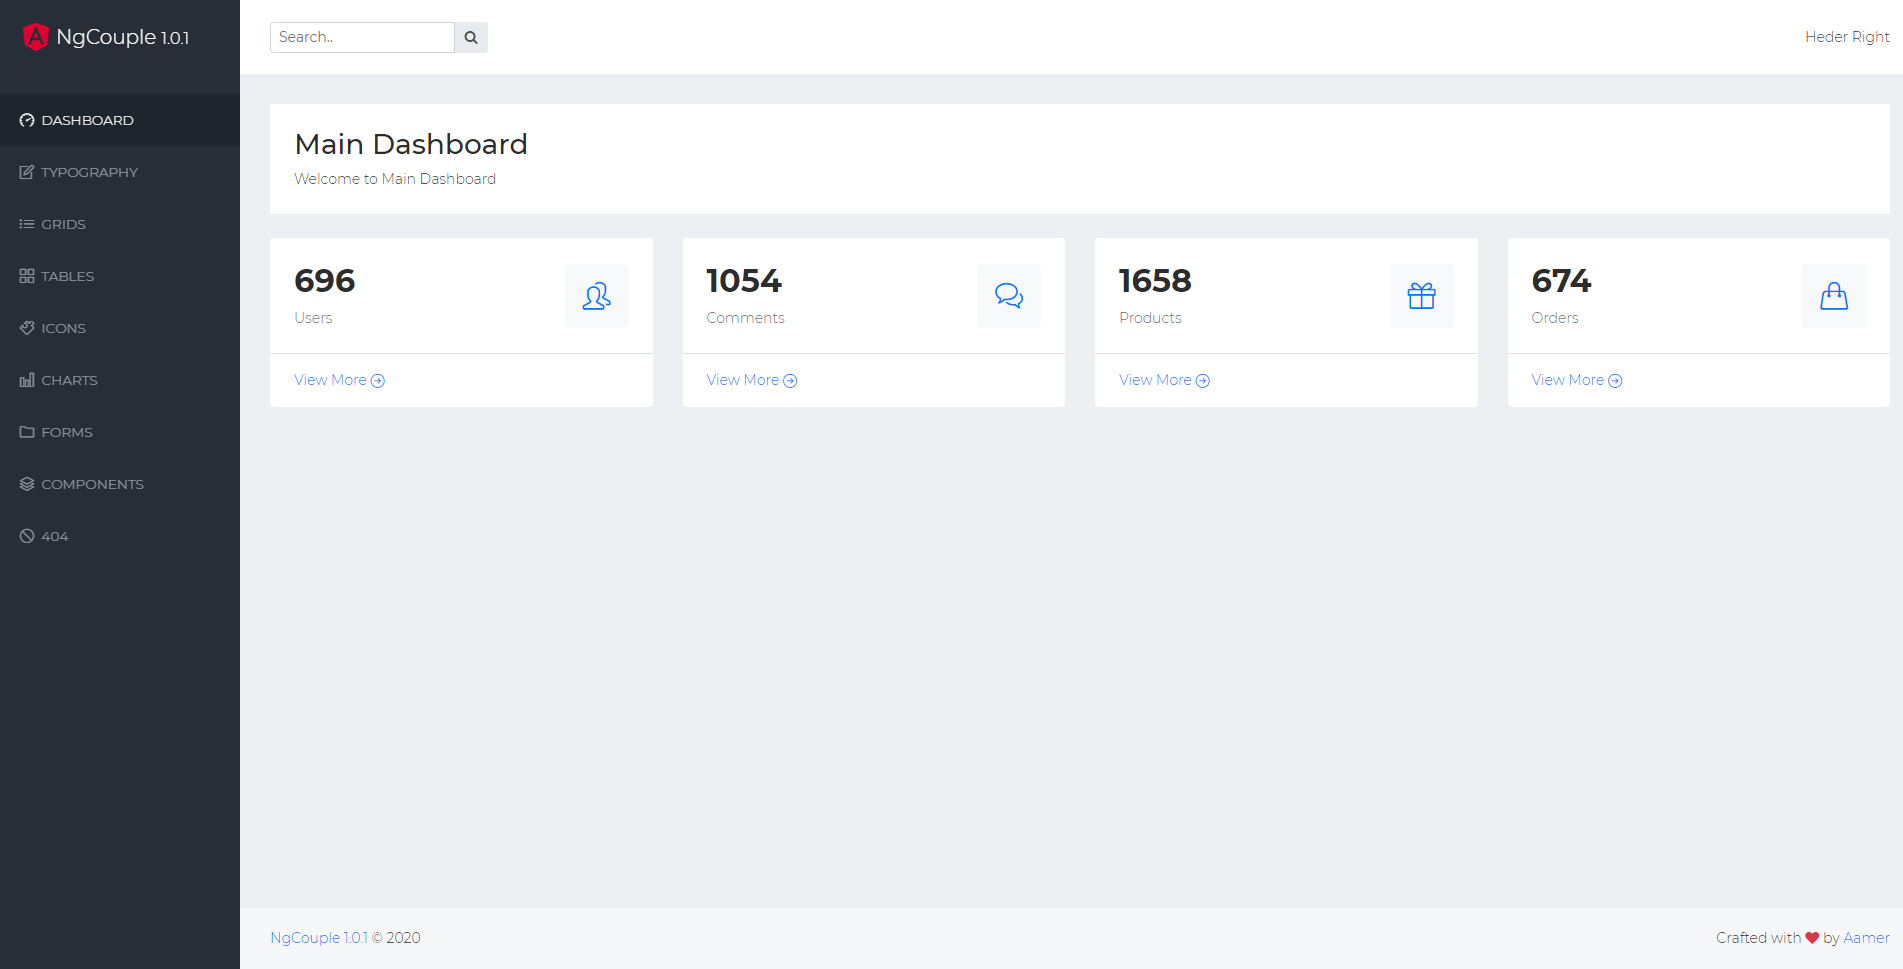 NgCouple 1.0.1
Search..
Heder Right
DASHBOARD
TYPOGRAPHY
GRIDS
TABLES
ICONS
CHARTS
FORMS
COMPONENTS
404
Main Dashboard
Welcome to Main Dashboard
696
Users
View More
1054
Comments
View More
1658
Products
View More
674
Orders
View More
NgCouple 1.0.1 © 2020
Crafted with ❤ by Aamer